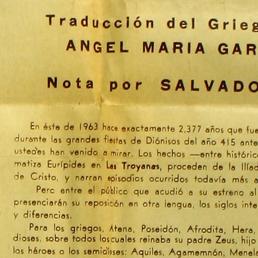 Traducción del Grieg
ANGEL MARIA GAR
Nota por SALVADO
En éste de 1963 hace exactamente 2,377 años que fue
durante las grandes fiestas de Diónisos del año 415 ante
ustedes han venido a mirar. Los hechos —entre históric
matiza Eurípides en Las Troyanas, proceden de la Ilíad
de Cristo, y narran episodios ocurridos todavía más a
Pero entre el público que acudió a su estreno al
presenciarán su reposición en otra lengua, los siglos inte
y diferencias.
Para los griegos, Atena, Poseidón, Afrodita, Hera,
dioses, sobre todos los cuales reinaba su padre Zeus, hijo
los héroes o los semidioses: Aquiles, Agamemnón, Menela